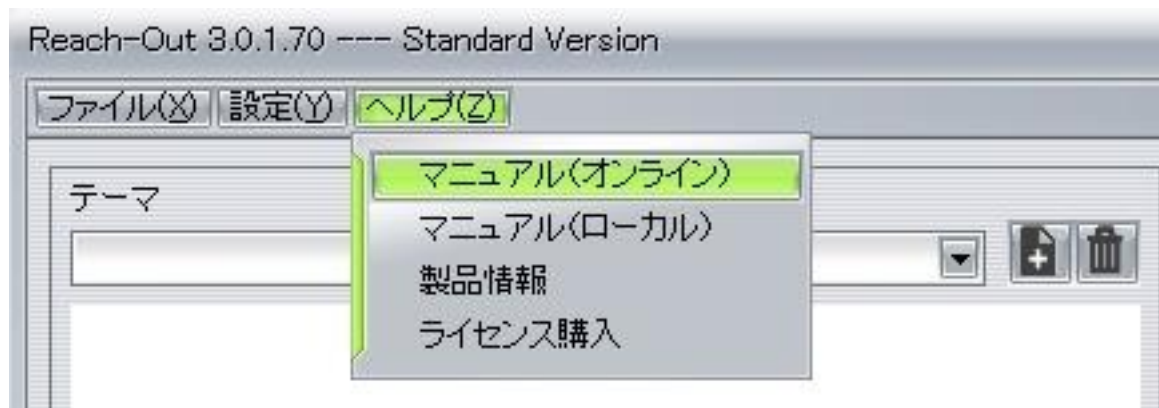 Reach-Out 3.0.1.70 --- Standard Version
ファイル(X) 設定(Y) ヘルプ(Z)
テーマ
マニュアル(オンライン)
マニュアル(ローカル)
製品情報
ライセンス購入